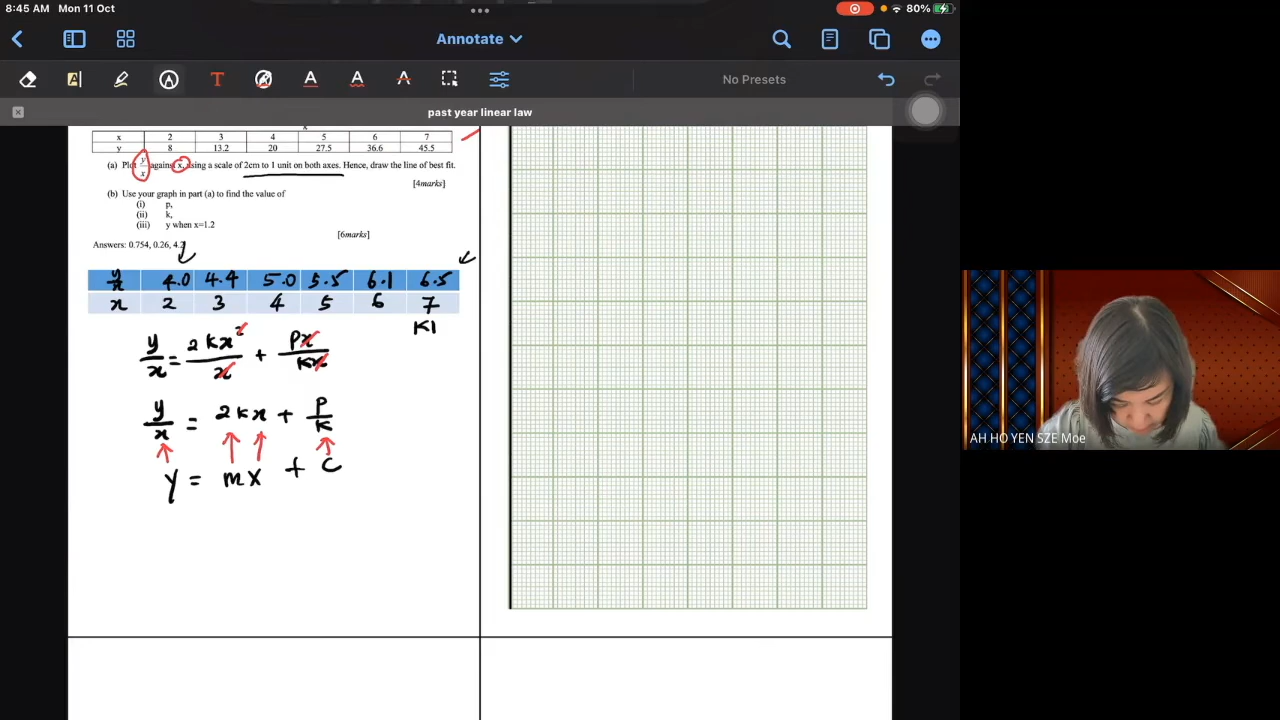 8:45 AM Mon 11 Oct
80%
Annotate
No Presets
past year linear law
x 2 3 4 5 6 7
y 8 13.2 20 27.5 36.6 45.5
(a) Plot y/x against x, using a scale of 2cm to 1 unit on both axes. Hence, draw the line of best fit.
[4marks]
(b) Use your graph in part (a) to find the value of
(i) p,
(ii) k,
(iii) y when x=1.2
[6marks]
Answers: 0.754, 0.26, 4.2
y/x 4.0 4.4 5.0 5.5 6.1 6.5
x 2 3 4 5 6 7
K1
y/x = 2kx²/x + px/kx
y/x = 2kx + p/k
Y = mX + C
AH HO YEN SZE Moe